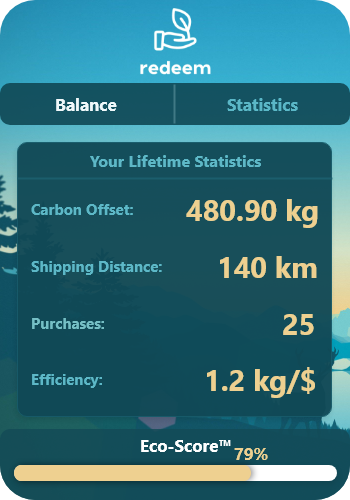 redeem
Balance Statistics
Your Lifetime Statistics
Carbon Offset: 480.90 kg
Shipping Distance: 140 km
Purchases: 25
Efficiency: 1.2 kg/$
Eco-Score™ 79%